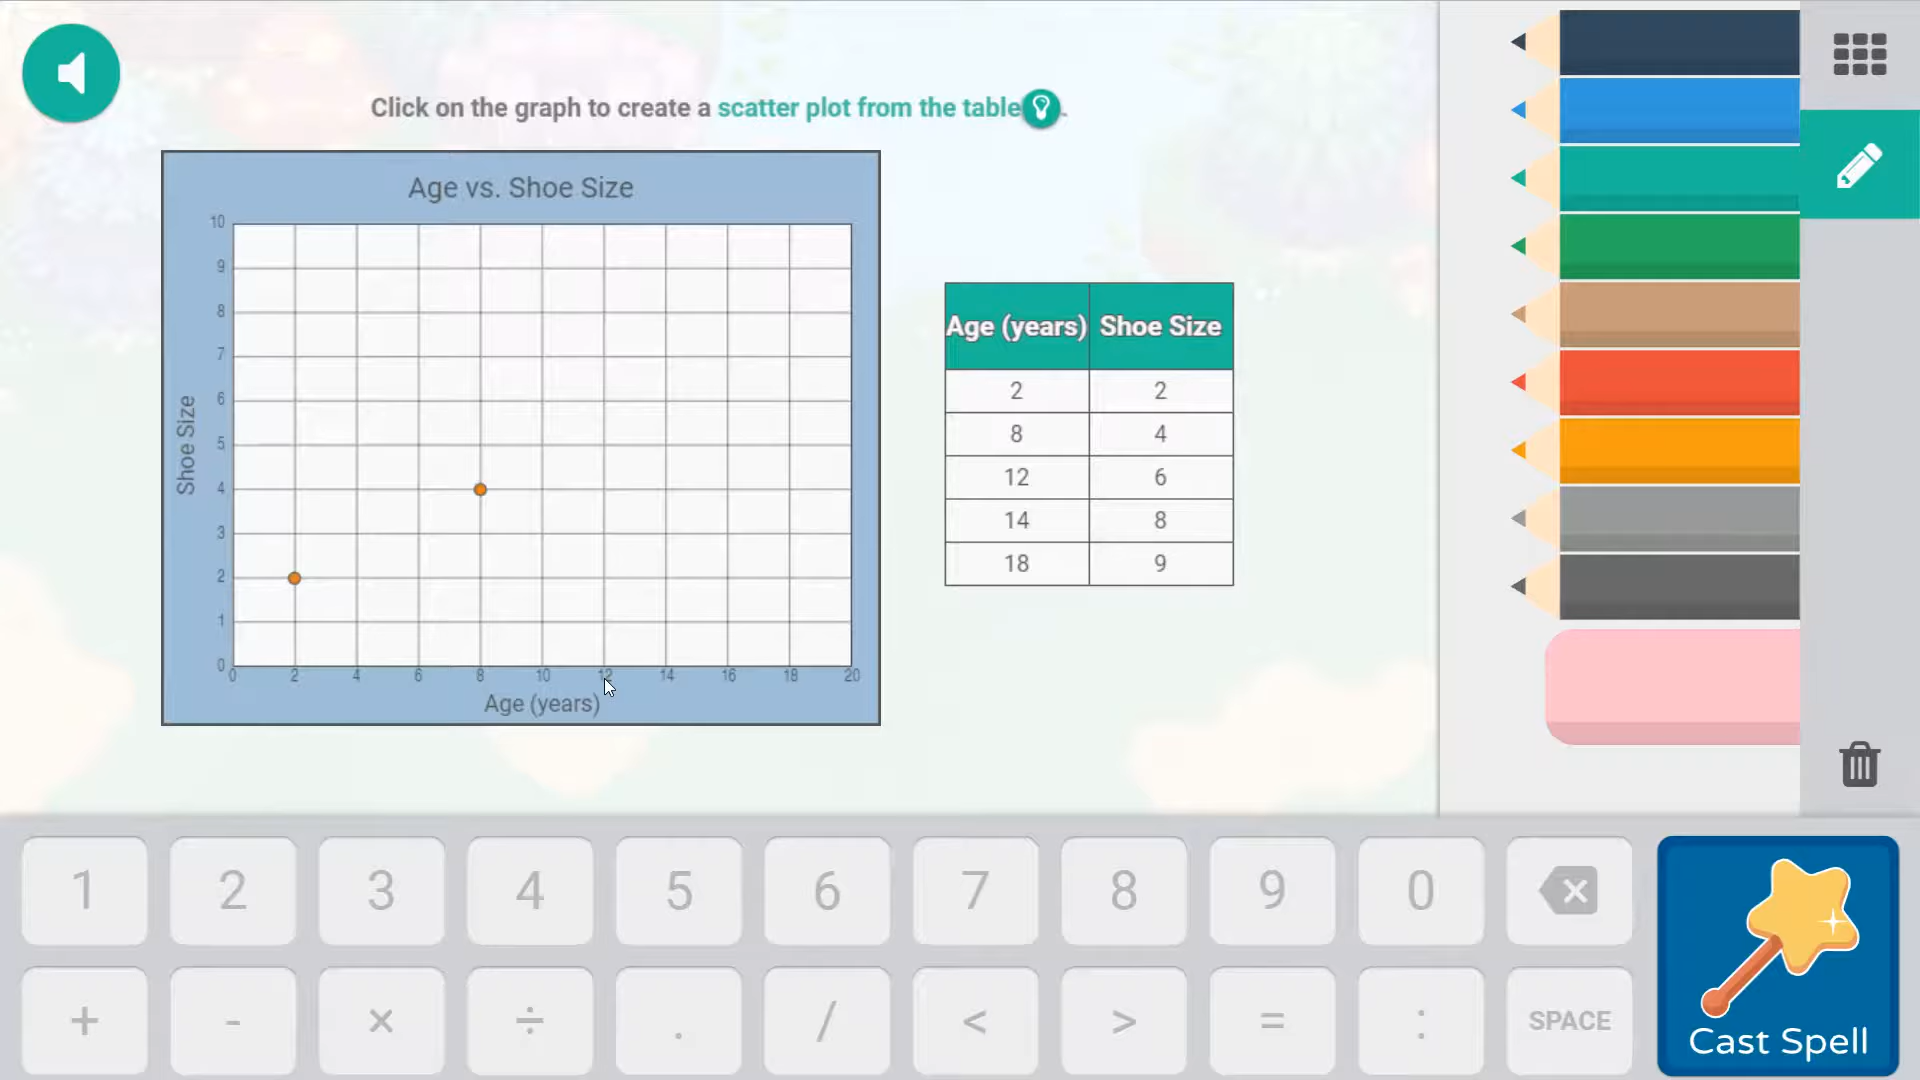 Click on the graph to create a scatter plot from the table.
Age vs. Shoe Size
10
9
8
7
6
5
4
3
2
1
0
Shoe Size
0 2 4 6 8 10 12 14 16 18 20
Age (years)
Age (years) Shoe Size
2 2
8 4
12 6
14 8
18 9
1 2 3 4 5 6 7 8 9 0
+ - × ÷ . / < > = : SPACE
Cast Spell